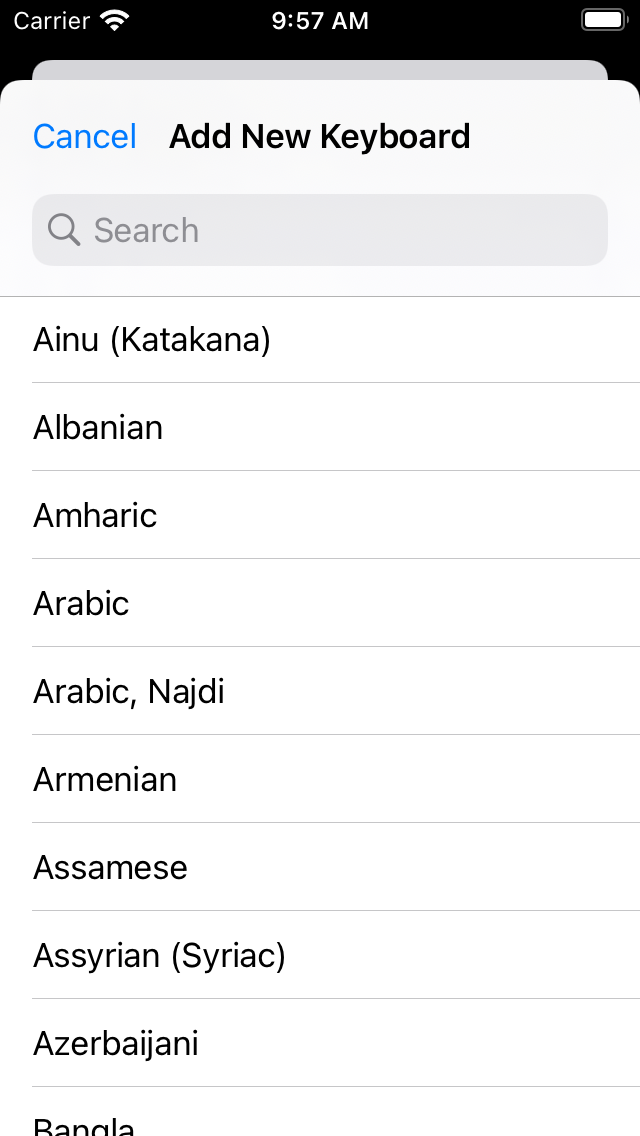 Carrier 9:57 AM
Cancel Add New Keyboard
Search
Ainu (Katakana)
Albanian
Amharic
Arabic
Arabic, Najdi
Armenian
Assamese
Assyrian (Syriac)
Azerbaijani
Bangla